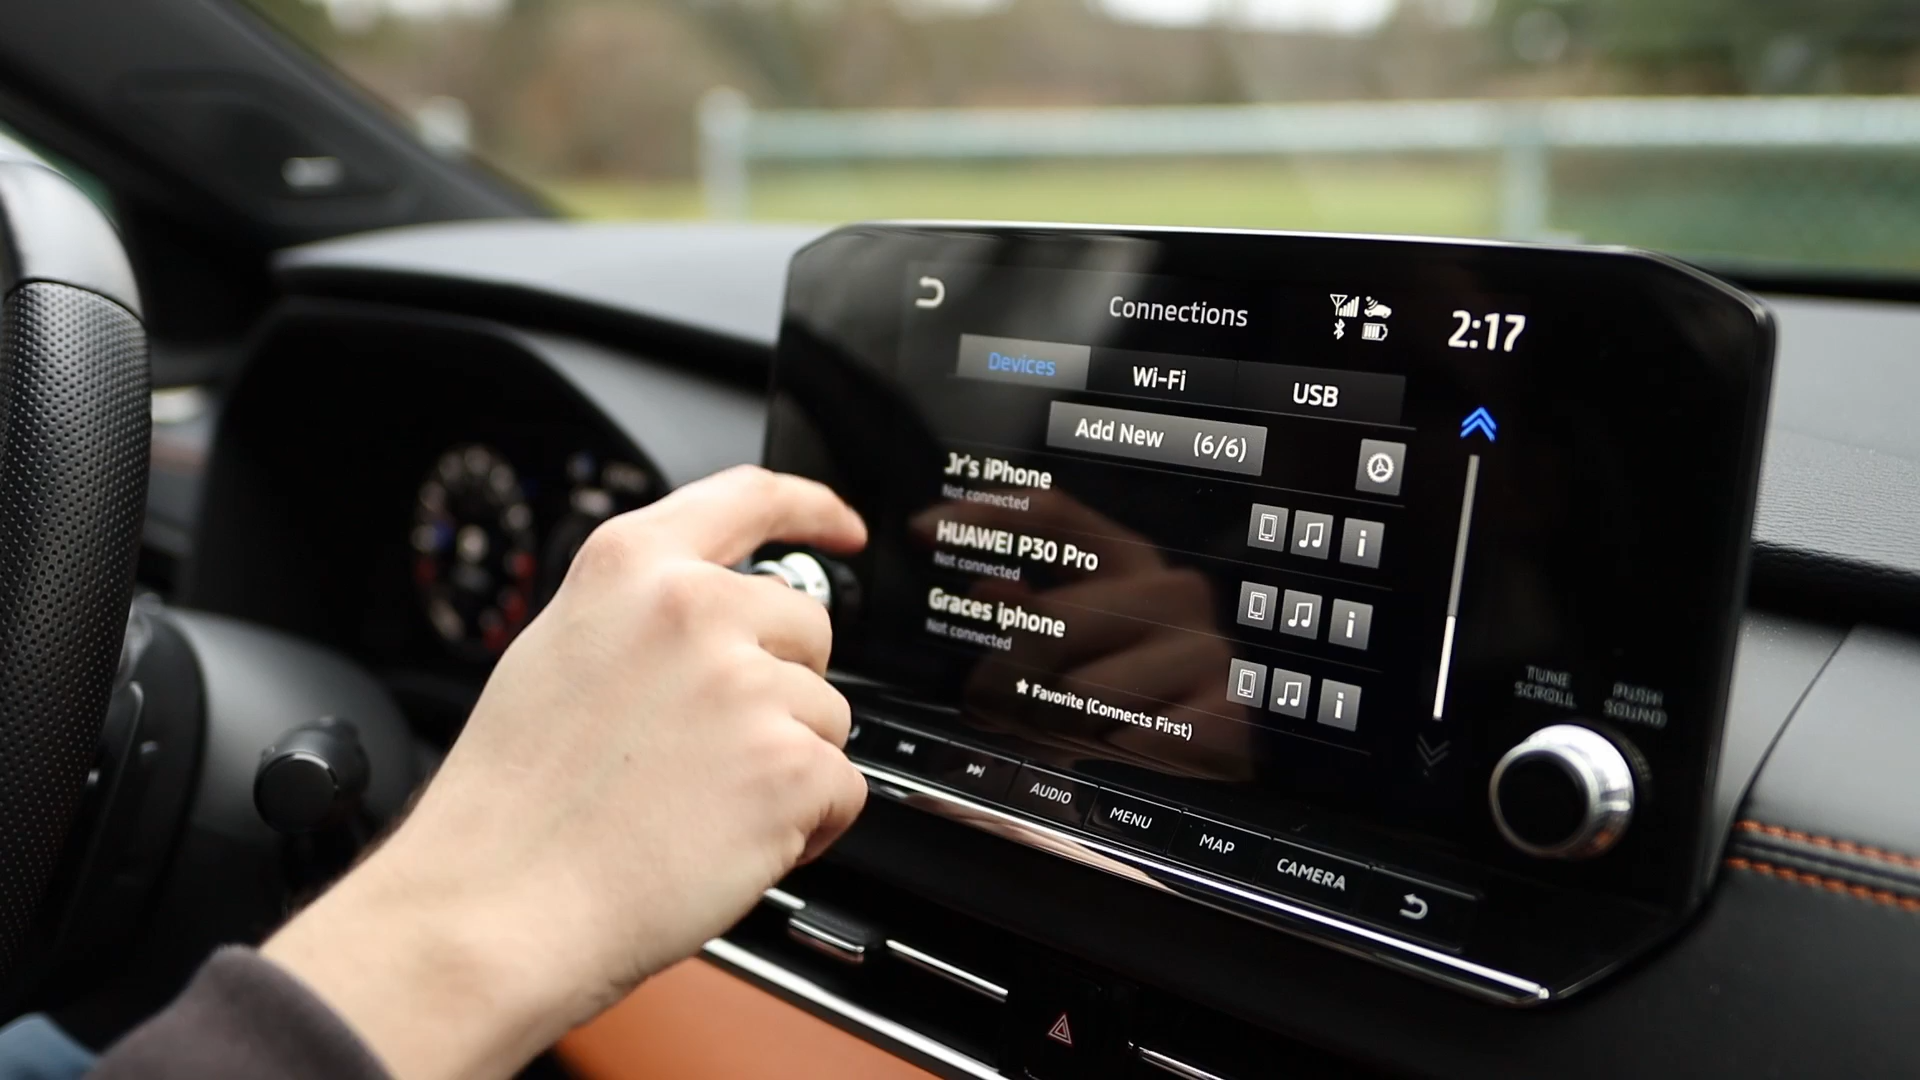 Connections
2:17
Devices
Wi-Fi
USB
Add New (6/6)
Jr's iPhone
Not connected
HUAWEI P30 Pro
Not connected
Graces iphone
Not connected
★ Favorite (Connects First)
TUNE
SCROLL
PUSH
SOUND
AUDIO
MENU
MAP
CAMERA